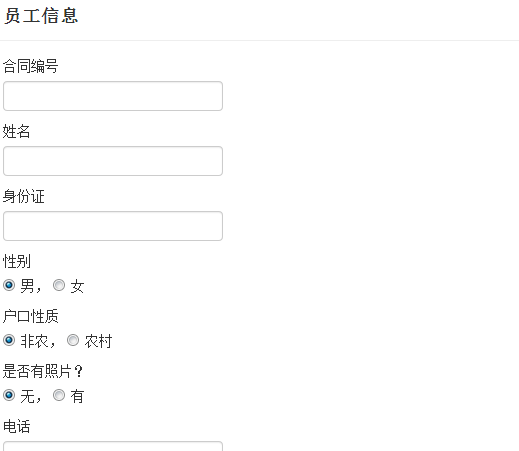 员工信息
合同编号
姓名
身份证
性别
男， 女
户口性质
非农， 农村
是否有照片？
无， 有
电话